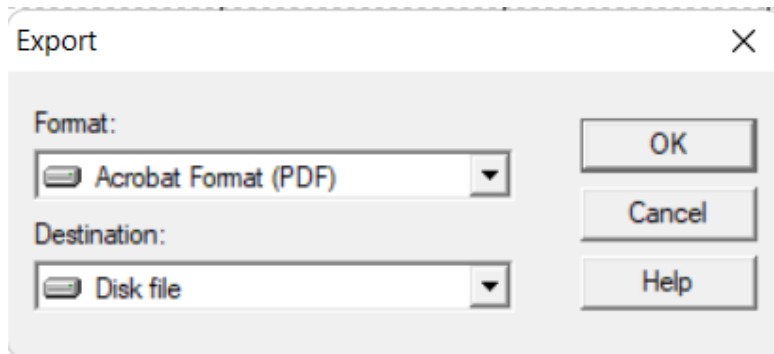 Export
Format:
Acrobat Format (PDF)
Destination:
Disk file
OK
Cancel
Help